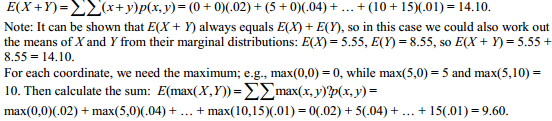 E(X+Y)=∑∑(x+y)p(x,y)=(0+0)(.02)+(5+0)(.04)+…+(10+15)(.01)=14.10.
Note: It can be shown that E(X + Y) always equals E(X) + E(Y), so in this case we could also work out
the means of X and Y from their marginal distributions: E(X) = 5.55, E(Y) = 8.55, so E(X + Y) = 5.55 +
8.55 = 14.10.
For each coordinate, we need the maximum; e.g., max(0,0) = 0, while max(5,0) = 5 and max(5,10) =
10. Then calculate the sum: E(max(X,Y))=∑∑max(x,y)?p(x,y)=
max(0,0)(.02) + max(5,0)(.04) + … + max(10,15)(.01) = 0(.02) + 5(.04) + … + 15(.01) = 9.60.